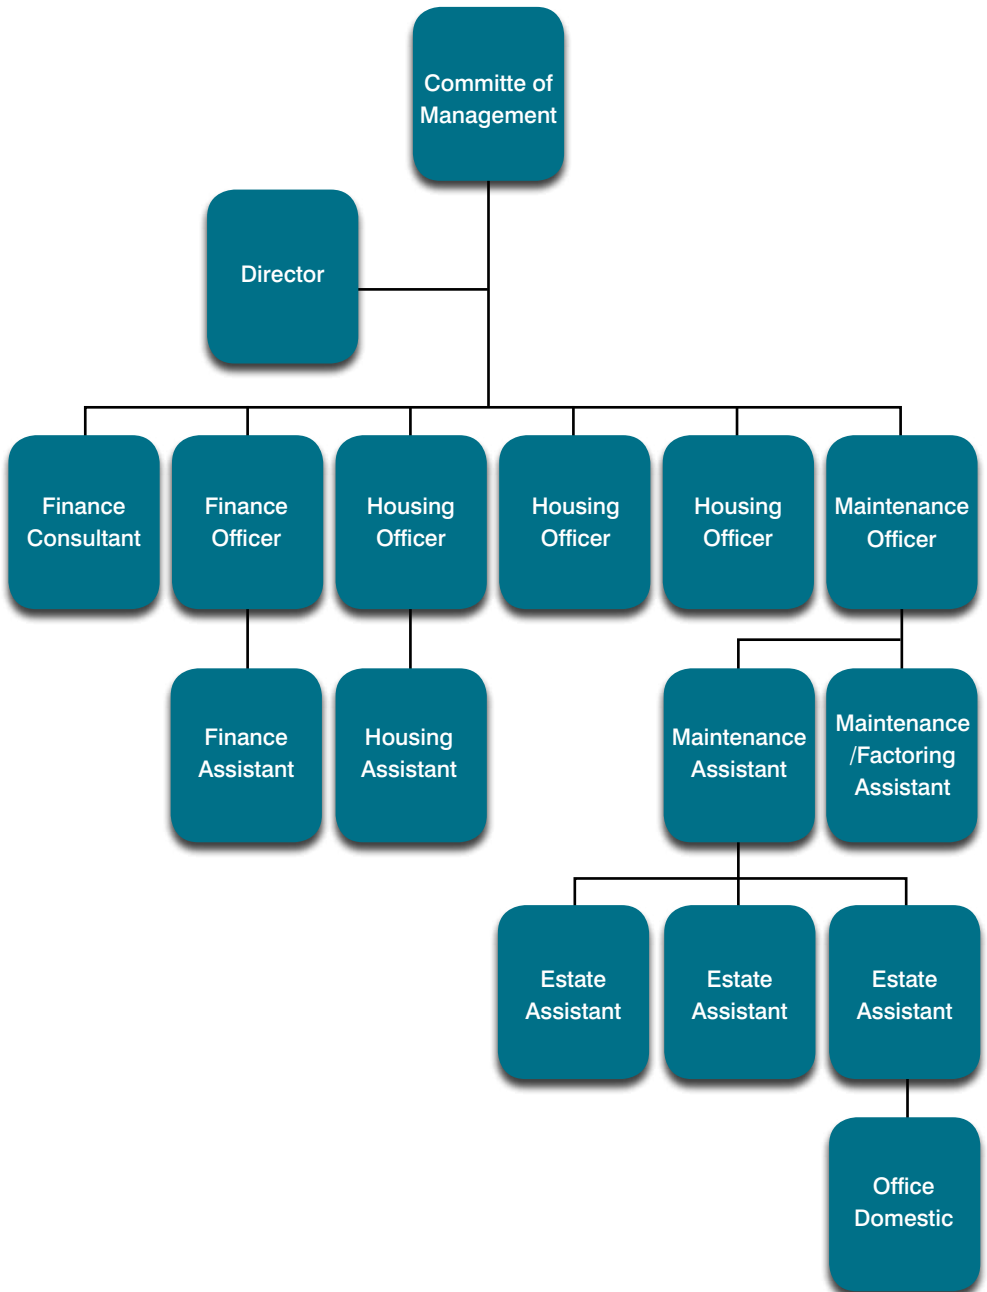 Committe of
Management
Director
Finance
Consultant
Finance
Officer
Housing
Officer
Housing
Officer
Housing
Officer
Maintenance
Officer
Finance
Assistant
Housing
Assistant
Maintenance
Assistant
Maintenance
/Factoring
Assistant
Estate
Assistant
Estate
Assistant
Estate
Assistant
Office
Domestic